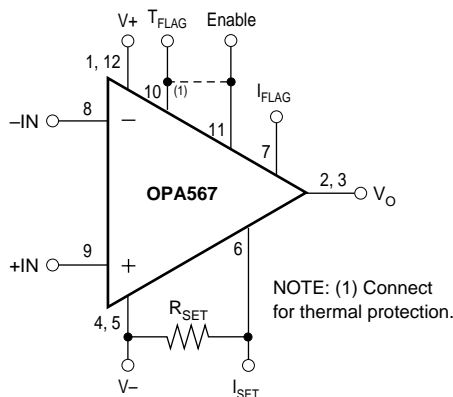 V+
T_FLAG
Enable
1, 12
10
(1)
11
I_FLAG
7
8
–IN
−
OPA567
2, 3
V_O
9
+IN
+
6
NOTE: (1) Connect
for thermal protection.
4, 5
R_SET
V–
I_SET